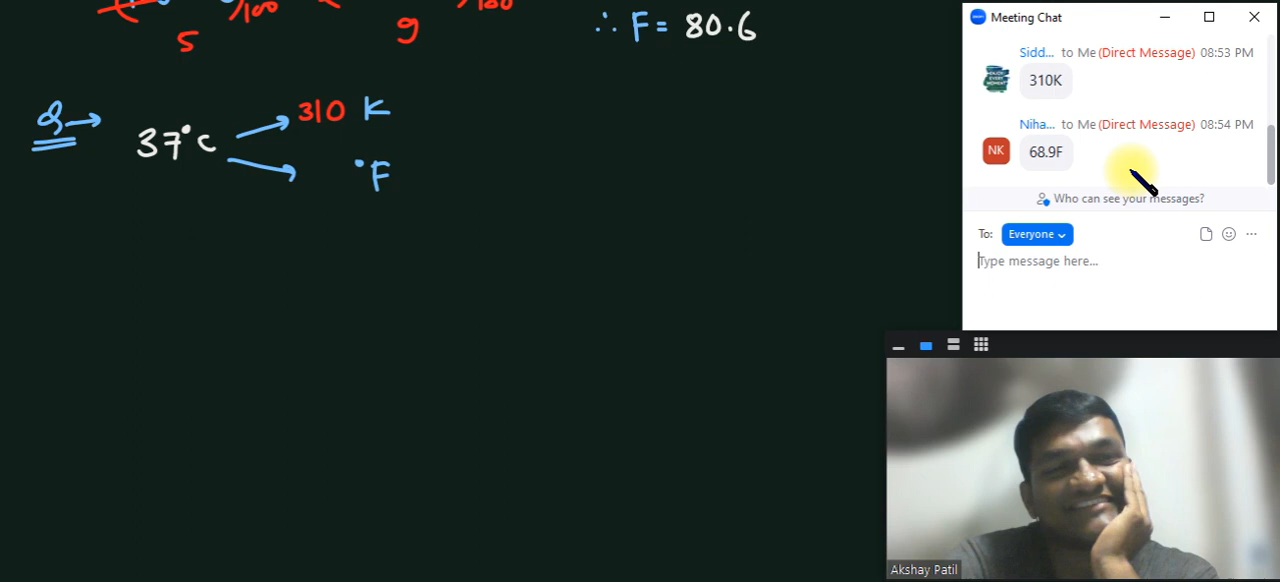 100
100
5
9
∴ F = 80.6
Q → 37°C
310 K
°F
Meeting Chat
Sidd... to Me (Direct Message) 08:53 PM
310K
Niha... to Me (Direct Message) 08:54 PM
NK
68.9F
Who can see your messages?
To: Everyone
Type message here...
Akshay Patil